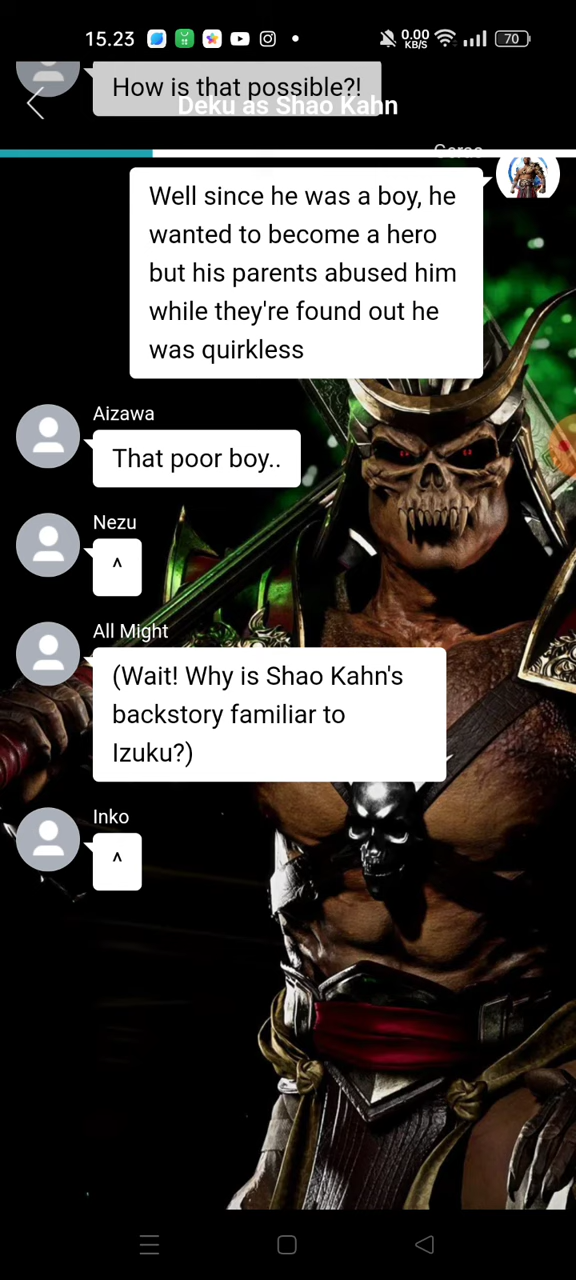 15.23
0.00
KB/S
70
How is that possible?!
Deku as Shao Kahn
Geras
Well since he was a boy, he
wanted to become a hero
but his parents abused him
while they're found out he
was quirkless
Aizawa
That poor boy..
Nezu
^
All Might
(Wait! Why is Shao Kahn's
backstory familiar to
Izuku?)
Inko
^